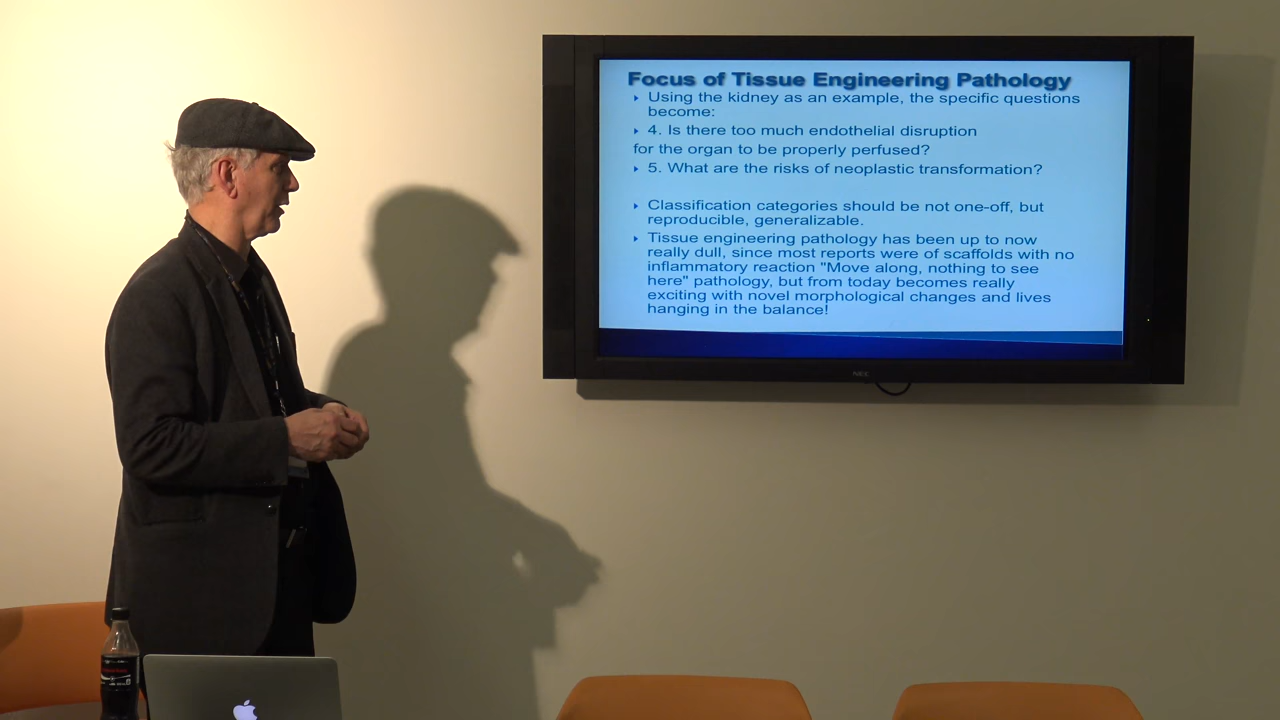 Focus of Tissue Engineering Pathology
Using the kidney as an example, the specific questions
become:
4. Is there too much endothelial disruption
for the organ to be properly perfused?
5. What are the risks of neoplastic transformation?
Classification categories should be not one-off, but
reproducible, generalizable.
Tissue engineering pathology has been up to now
really dull, since most reports were of scaffolds with no
inflammatory reaction "Move along, nothing to see
here" pathology, but from today becomes really
exciting with novel morphological changes and lives
hanging in the balance!
NEC